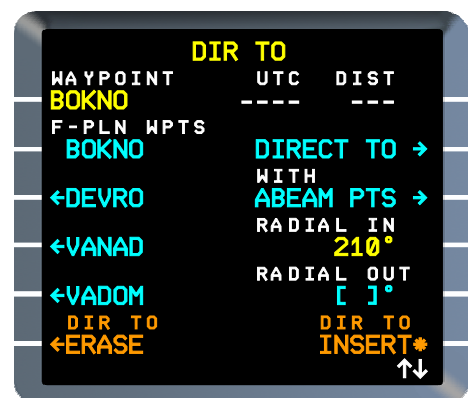 DIR TO
WAYPOINT UTC DIST
BOKNO ---- ---
F-PLN WPTS
BOKNO DIRECT TO →
WITH
←DEVRO ABEAM PTS →
RADIAL IN
←VANAD 210°
RADIAL OUT
←VADOM [ ]°
DIR TO DIR TO
←ERASE INSERT*
↑↓